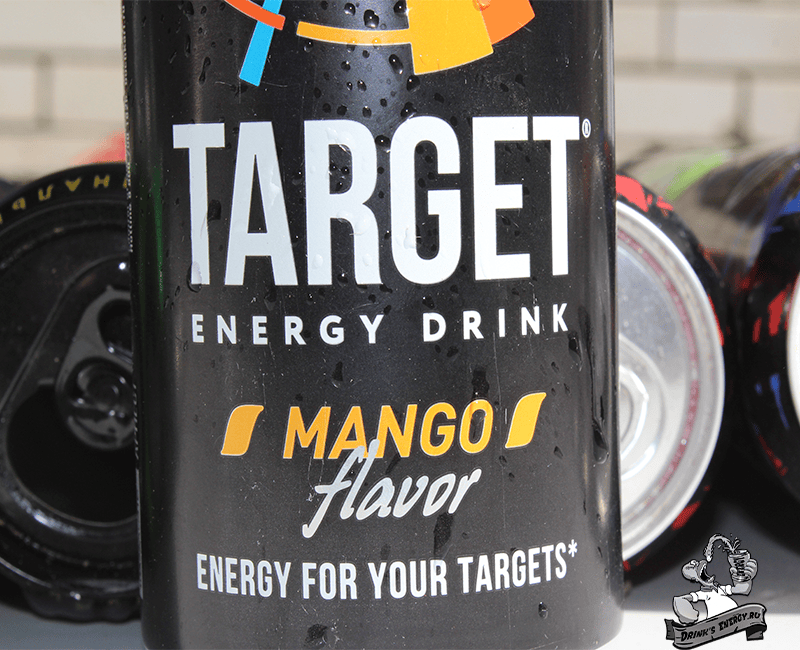 TARGET®
ENERGY DRINK
MANGO
flavor
ENERGY FOR YOUR TARGETS*
DRINK'S ENERGY.RU